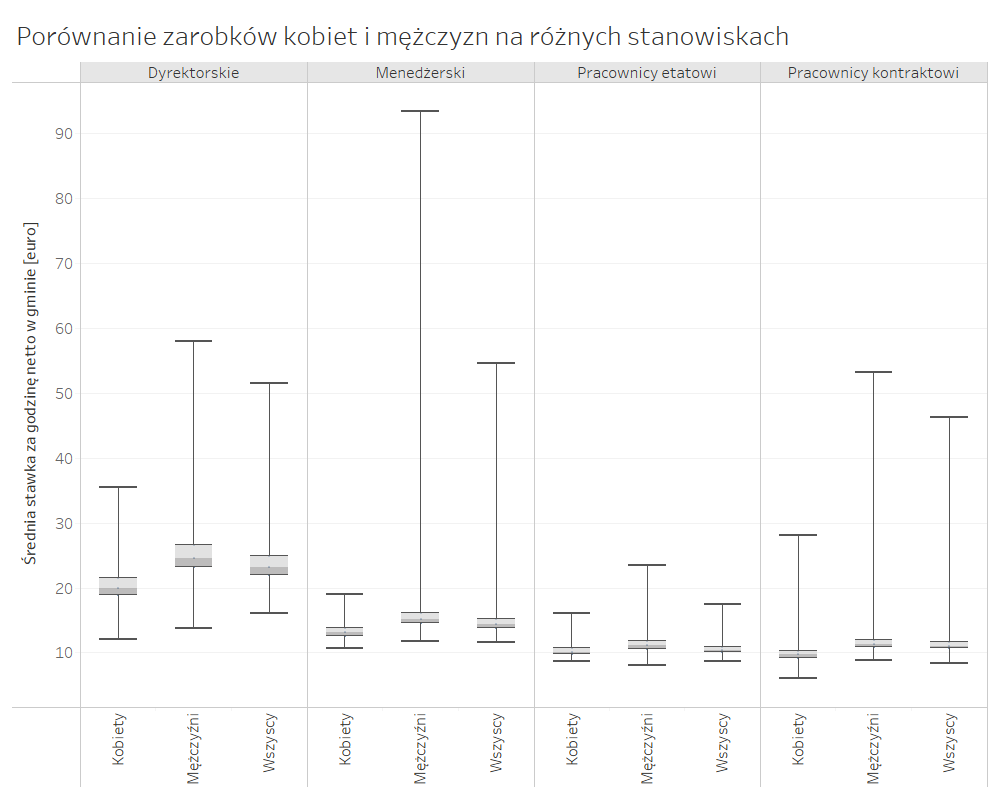 Porównanie zarobków kobiet i mężczyzn na różnych stanowiskach
Dyrektorskie
Menedżerski
Pracownicy etatowi
Pracownicy kontraktowi
Średnia stawka za godzinę netto w gminie [euro]
90
80
70
60
50
40
30
20
10
Kobiety
Mężczyźni
Wszyscy
Kobiety
Mężczyźni
Wszyscy
Kobiety
Mężczyźni
Wszyscy
Kobiety
Mężczyźni
Wszyscy